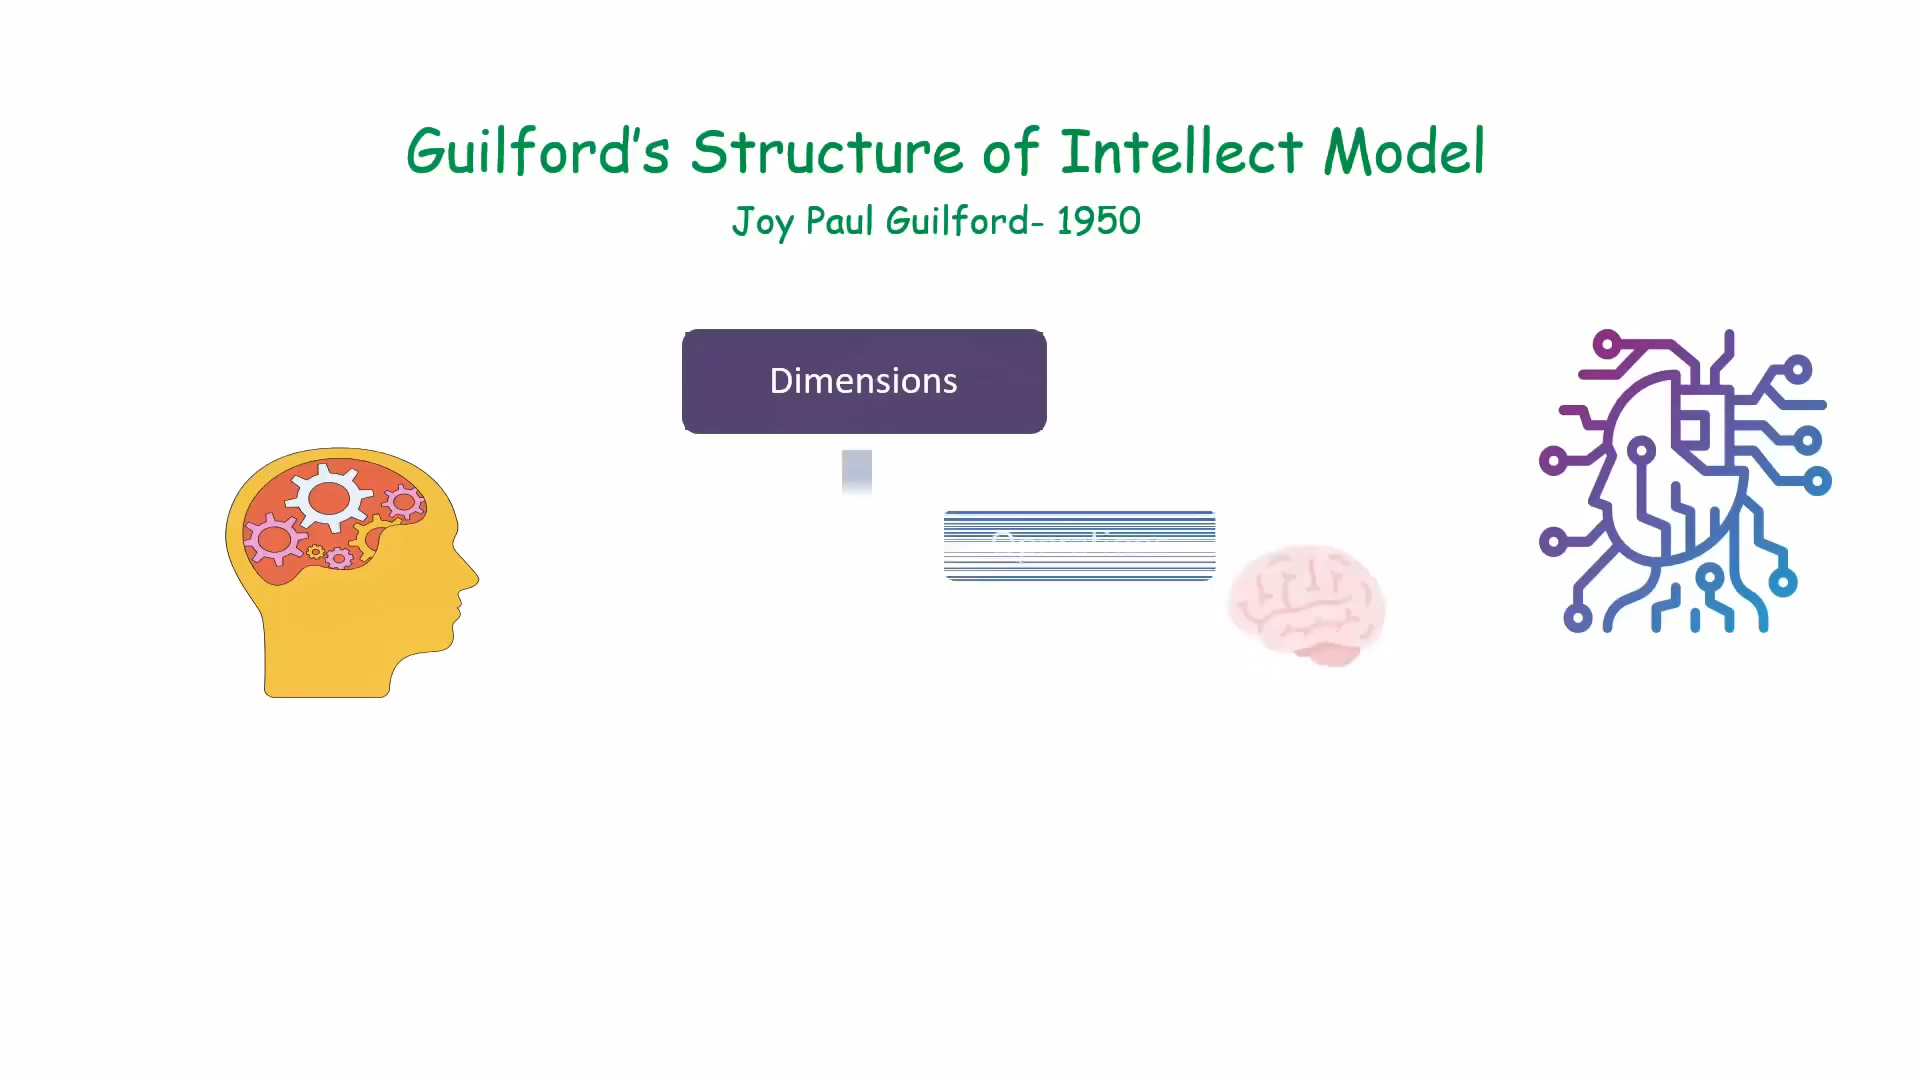 Guilford’s Structure of Intellect Model
Joy Paul Guilford- 1950
Dimensions